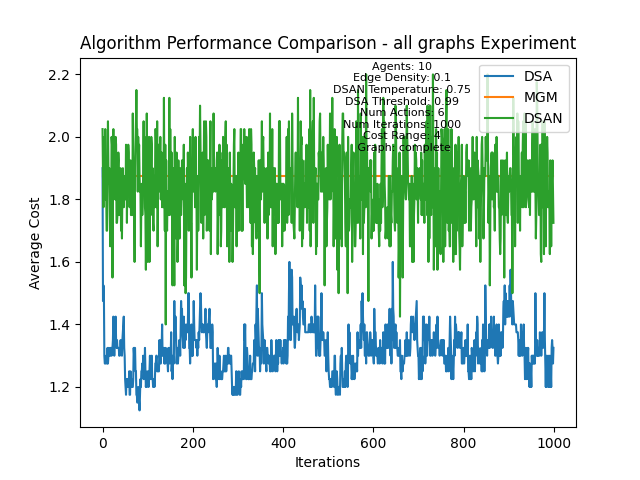 Algorithm Performance Comparison - all graphs Experiment
Agents: 10
Edge Density: 0.1
DSAN Temperature: 0.75
DSA Threshold: 0.99
Num Actions: 6
Num Iterations: 1000
Cost Range: 4
Graph: complete
DSA
MGM
DSAN
2.2
2.0
1.8
1.6
1.4
1.2
Average Cost
0
200
400
600
800
1000
Iterations